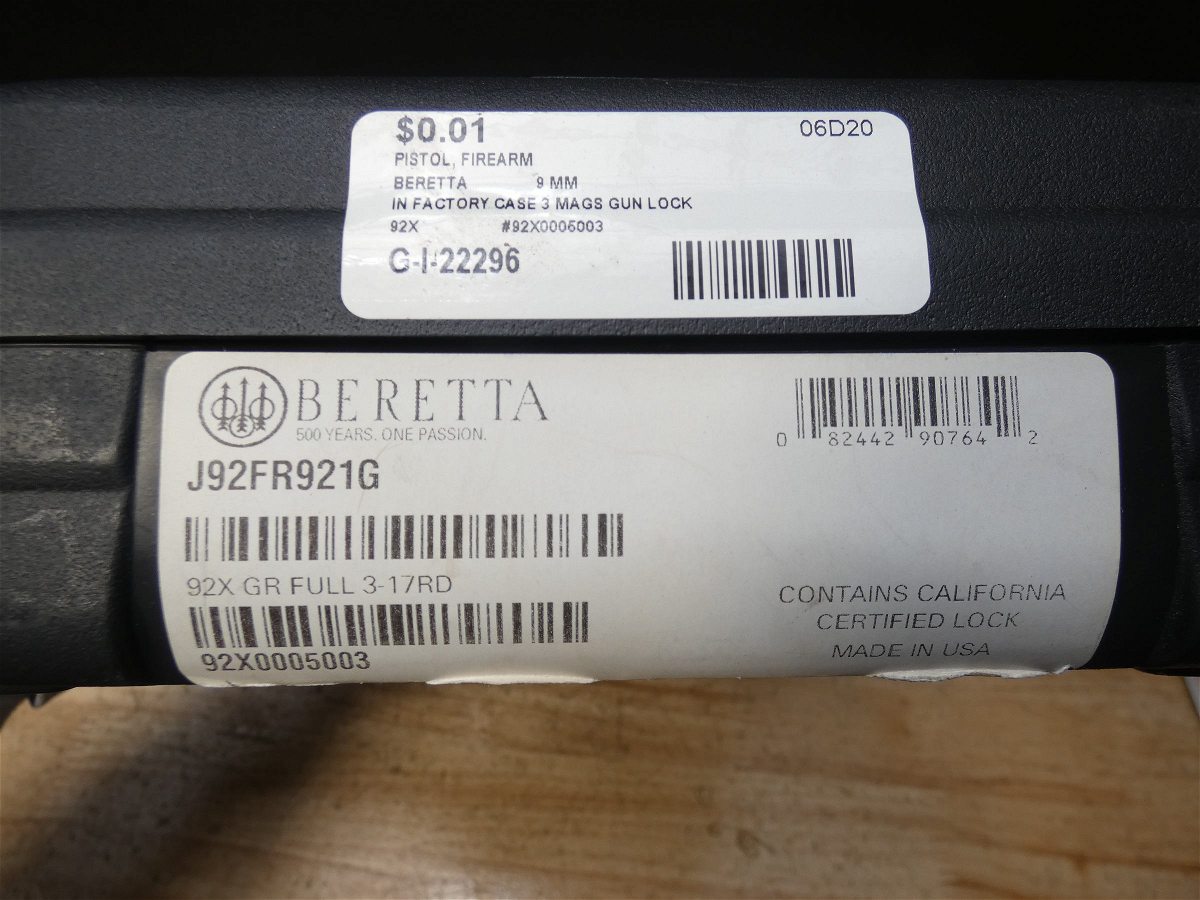 $0.01 06D20
PISTOL, FIREARM
BERETTA 9 MM
IN FACTORY CASE 3 MAGS GUN LOCK
92X #92X0005003
G-I-22296
BERETTA
500 YEARS. ONE PASSION.
0 82442 90764 2
J92FR921G
92X GR FULL 3-17RD
92X0005003
CONTAINS CALIFORNIA
CERTIFIED LOCK
MADE IN USA